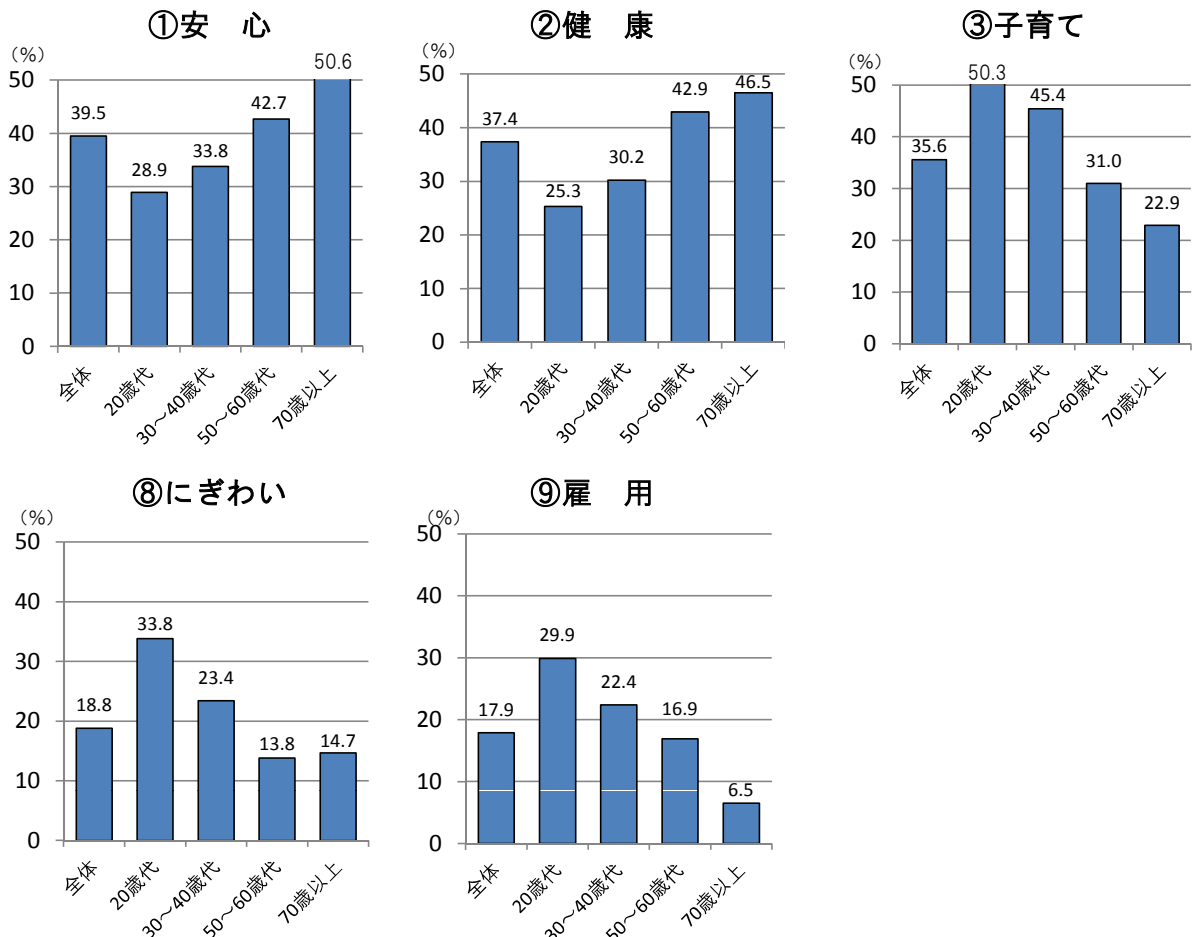 ①安　心
(%)
50
40
30
20
10
0
39.5
28.9
33.8
42.7
50.6
全体
20歳代
30～40歳代
50～60歳代
70歳以上
②健　康
(%)
50
40
30
20
10
0
37.4
25.3
30.2
42.9
46.5
全体
20歳代
30～40歳代
50～60歳代
70歳以上
③子育て
(%)
50
40
30
20
10
0
35.6
50.3
45.4
31.0
22.9
全体
20歳代
30～40歳代
50～60歳代
70歳以上
⑧にぎわい
(%)
50
40
30
20
10
0
18.8
33.8
23.4
13.8
14.7
全体
20歳代
30～40歳代
50～60歳代
70歳以上
⑨雇　用
(%)
50
40
30
20
10
0
17.9
29.9
22.4
16.9
6.5
全体
20歳代
30～40歳代
50～60歳代
70歳以上